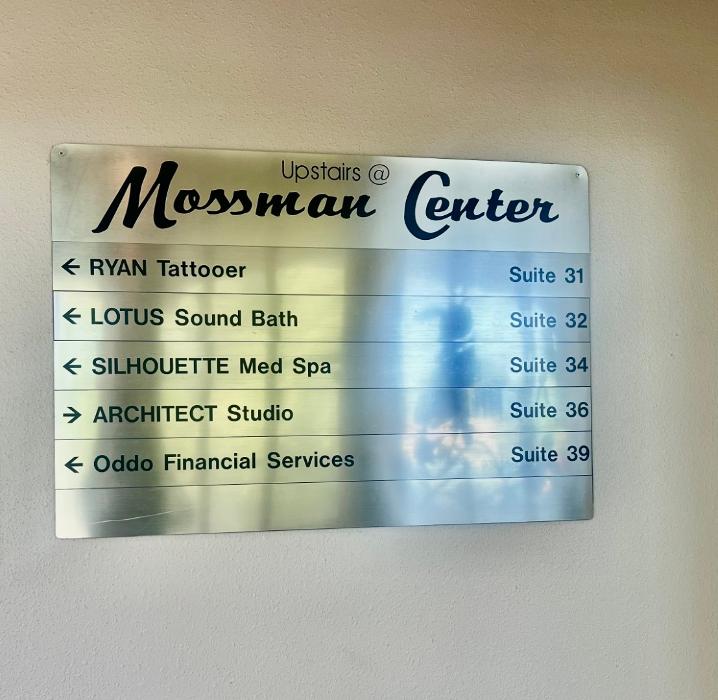 Upstairs @
Mossman Center
← RYAN Tattooer Suite 31
← LOTUS Sound Bath Suite 32
← SILHOUETTE Med Spa Suite 34
→ ARCHITECT Studio Suite 36
← Oddo Financial Services Suite 39